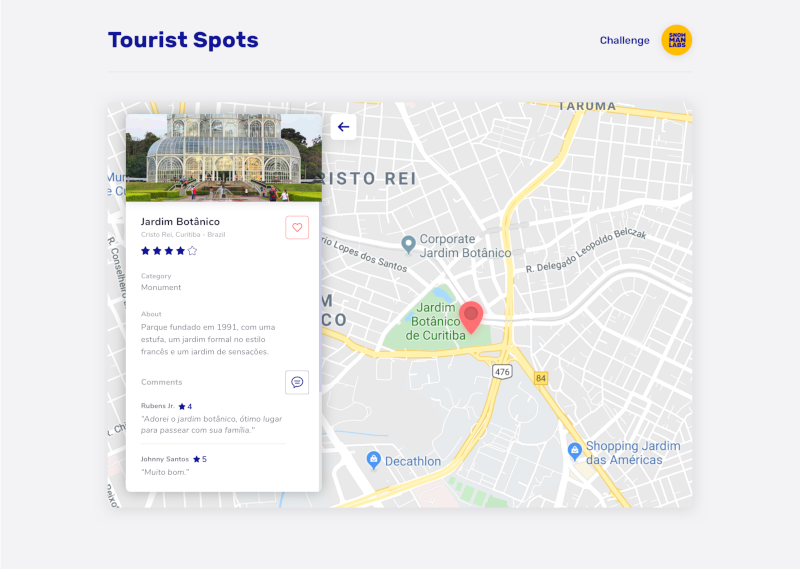 Tourist Spots
Challenge
SNOW
MAN
LABS
TARUMÃ
RISTO REI
Jardim Botânico
Cristo Rei, Curitiba - Brazil
Category
Monument
About
Parque fundado em 1991, com uma
estufa, um jardim formal no estilo
francês e um jardim de sensações.
Comments
Rubens Jr. 4
"Adorei o jardim botânico, ótimo lugar
para passear com sua família."
Johnny Santos 5
"Muito bom."
rio Lopes dos Santos
Corporate
Jardim Botânico
R. Delegado Leopoldo Belczak
R. Conselheiro
M
CO
Jardim
Botânico
de Curitiba
476
84
Decathlon
Shopping Jardim
das Américas